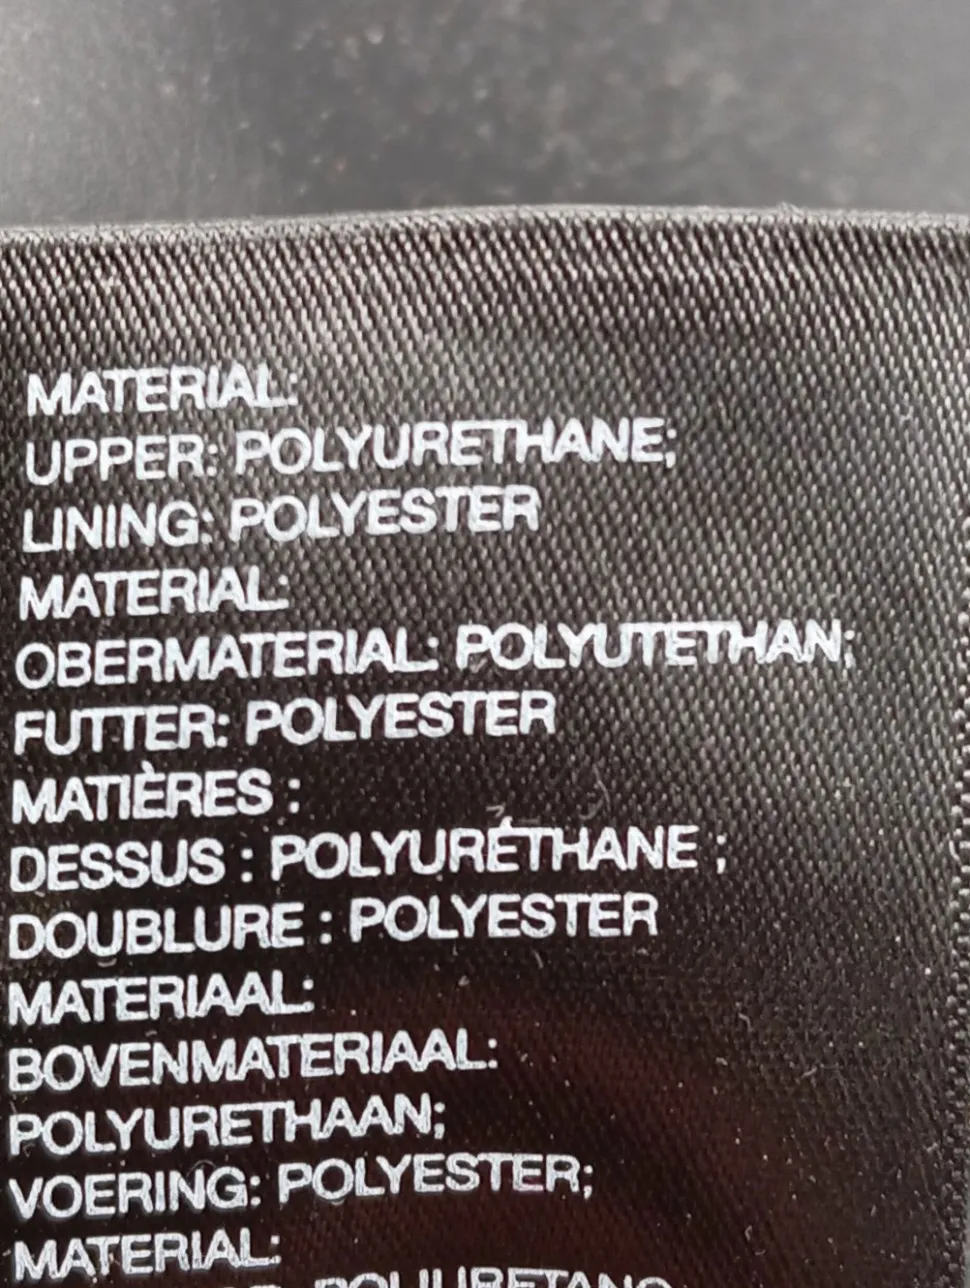 MATERIAL:
UPPER: POLYURETHANE;
LINING: POLYESTER
MATERIAL:
OBERMATERIAL: POLYUTETHAN;
FUTTER: POLYESTER
MATIÈRES :
DESSUS : POLYURÉTHANE ;
DOUBLURE : POLYESTER
MATERIAAL:
BOVENMATERIAAL:
POLYURETHAAN;
VOERING: POLYESTER;
MATERIAL: